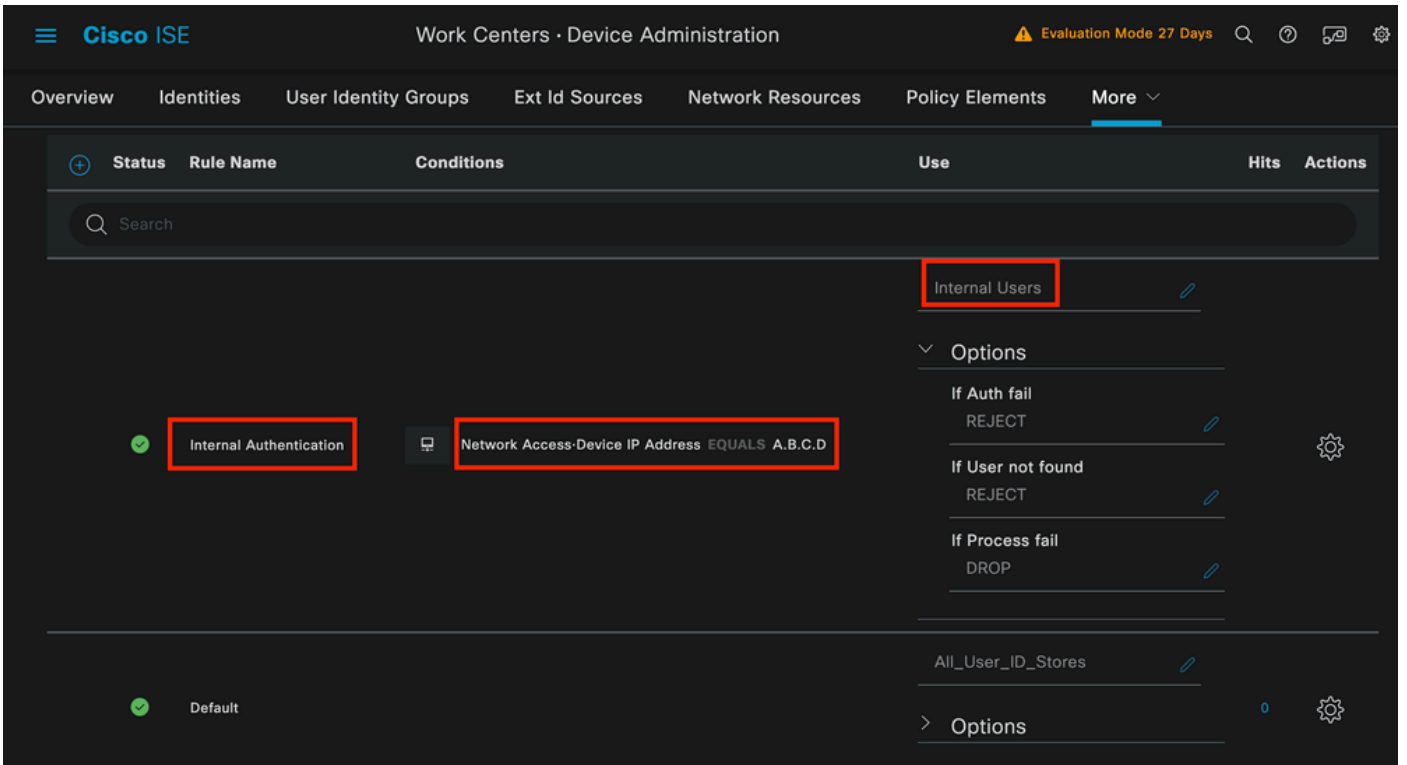 Cisco ISE
Work Centers · Device Administration
Evaluation Mode 27 Days
Overview Identities User Identity Groups Ext Id Sources Network Resources Policy Elements More
Status Rule Name Conditions Use Hits Actions
Search
Internal Users
Options
If Auth fail
REJECT
Internal Authentication Network Access·Device IP Address EQUALS A.B.C.D
If User not found
REJECT
If Process fail
DROP
All_User_ID_Stores
Default 0
Options